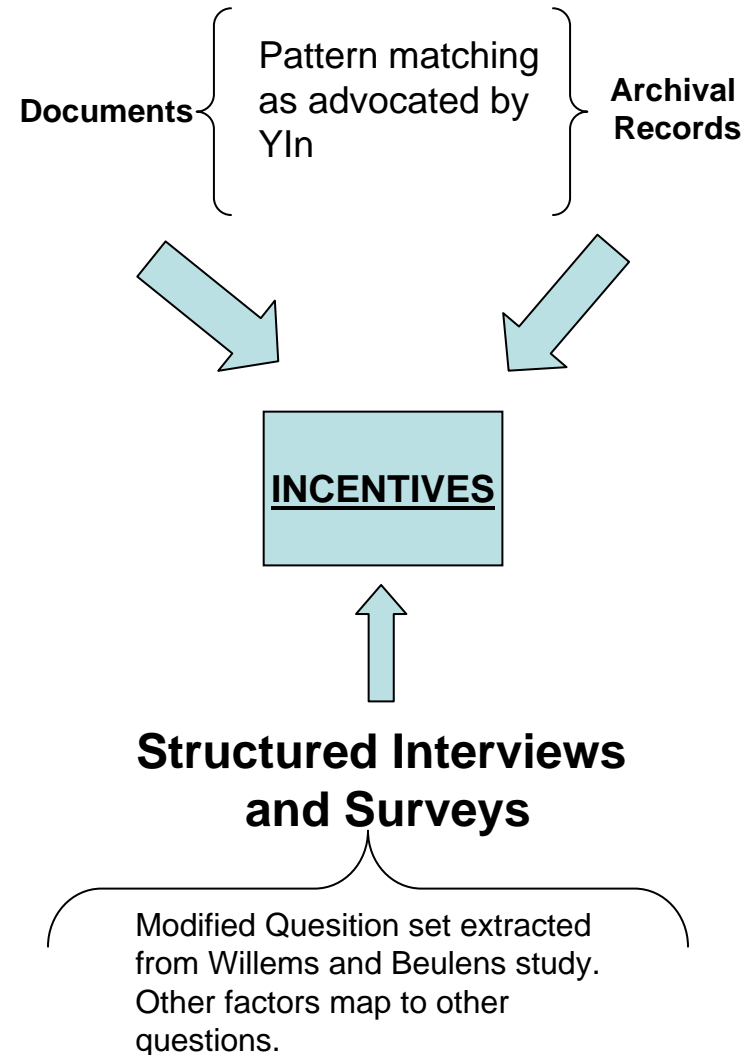 Documents
Pattern matching
as advocated by
YIn
Archival
Records
INCENTIVES
Structured Interviews
and Surveys
Modified Quesition set extracted
from Willems and Beulens study.
Other factors map to other
questions.